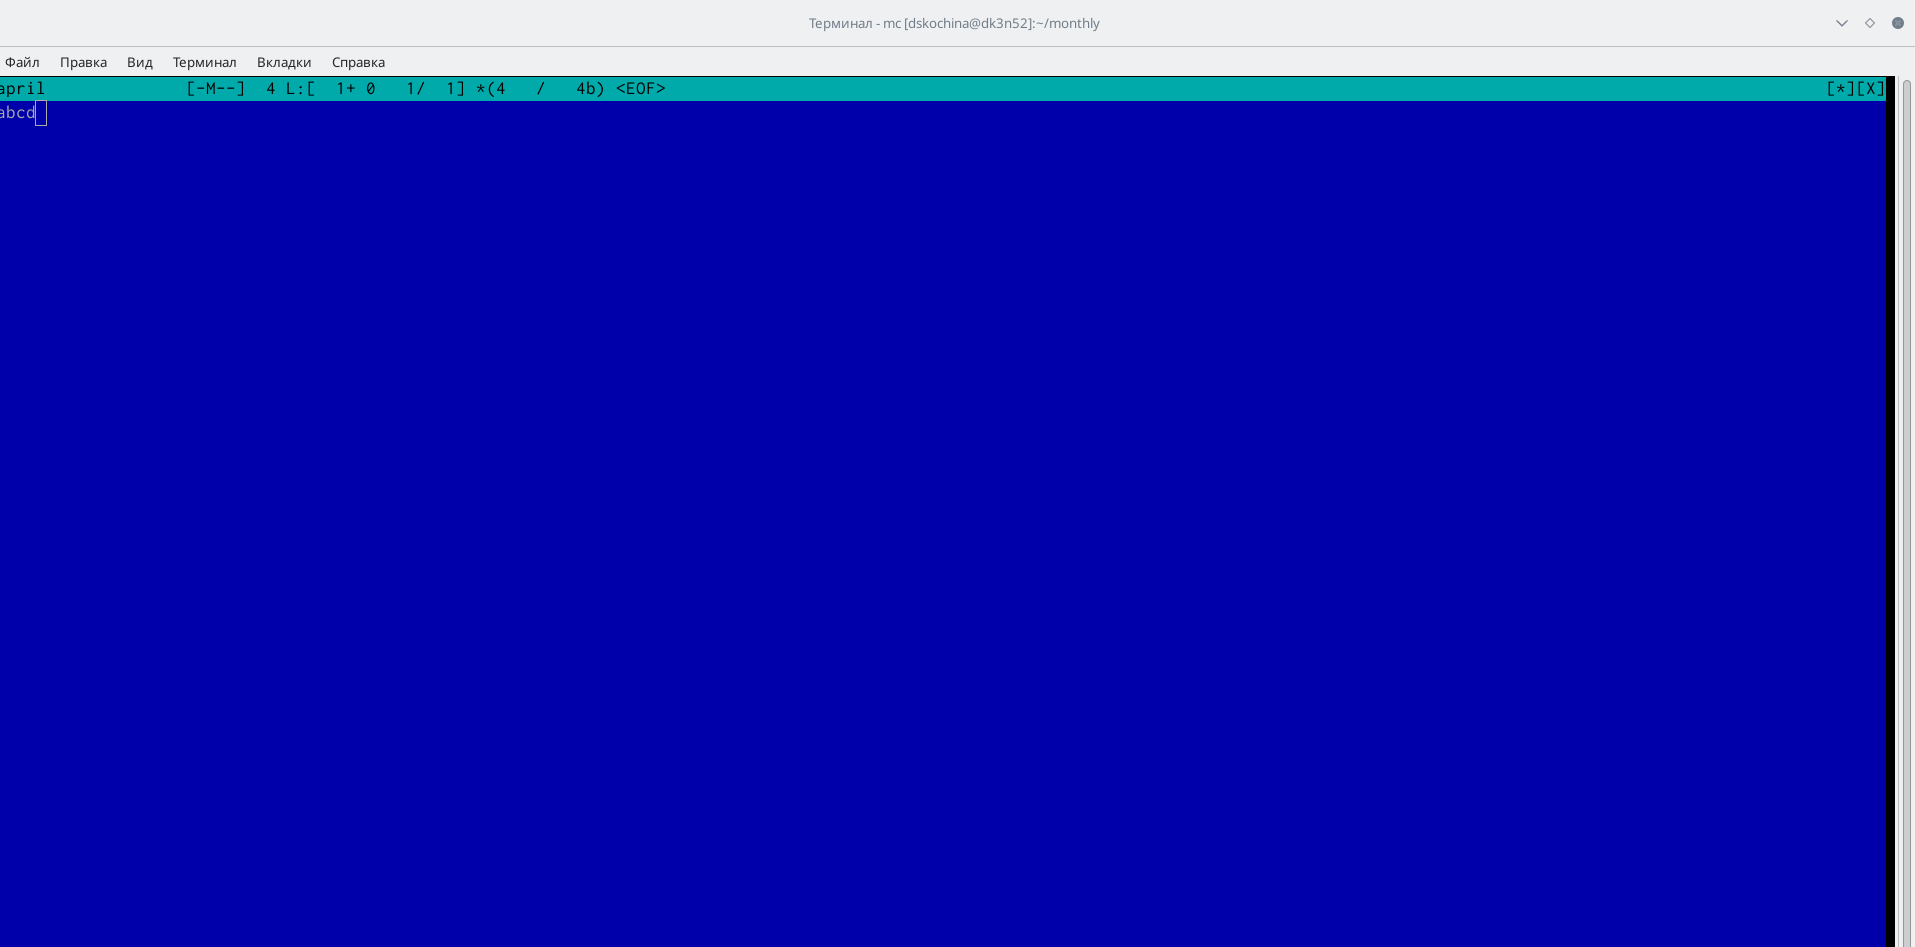 Терминал - mc [dskochina@dk3n52]:~/monthly
Файл Правка Вид Терминал Вкладки Справка
april [-M--] 4 L:[ 1+ 0 1/ 1] *(4 / 4b) <EOF> [*][X]
abcd